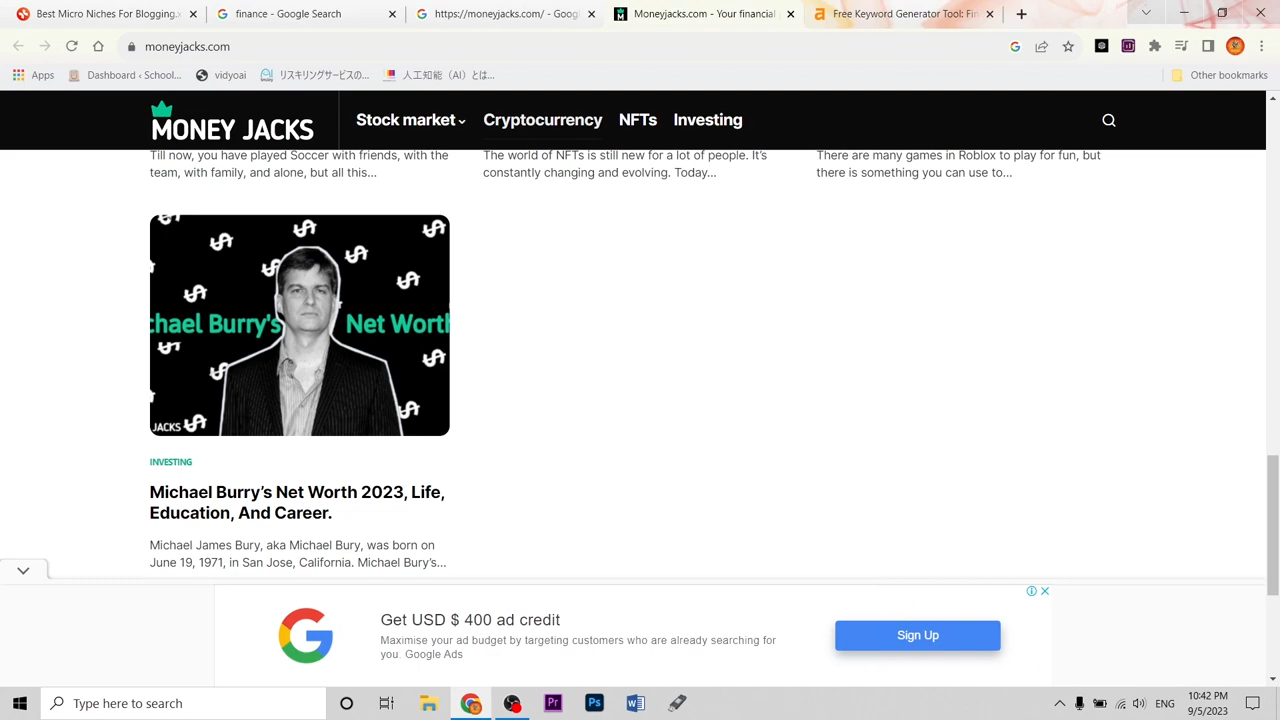 Best Micro Niches For Blogging.
finance - Google Search
https://moneyjacks.com/ - Googl
Moneyjacks.com - Your financial
Free Keyword Generator Tool: Fin
moneyjacks.com
Apps
Dashboard ‹ School...
vidyoai
リスキリングサービスの...
人工知能（AI）とは...
Other bookmarks
MONEY JACKS
Stock market
Cryptocurrency
NFTs
Investing
Till now, you have played Soccer with friends, with the
team, with family, and alone, but all this...
The world of NFTs is still new for a lot of people. It's
constantly changing and evolving. Today...
There are many games in Roblox to play for fun, but
there is something you can use to...
chael Burry's Net Worth
JACKS
INVESTING
Michael Burry's Net Worth 2023, Life,
Education, And Career.
Michael James Bury, aka Michael Bury, was born on
June 19, 1971, in San Jose, California. Michael Bury's...
Get USD $ 400 ad credit
Maximise your ad budget by targeting customers who are already searching for
you. Google Ads
Sign Up
Type here to search
Pr
Ps
ENG
10:42 PM
9/5/2023